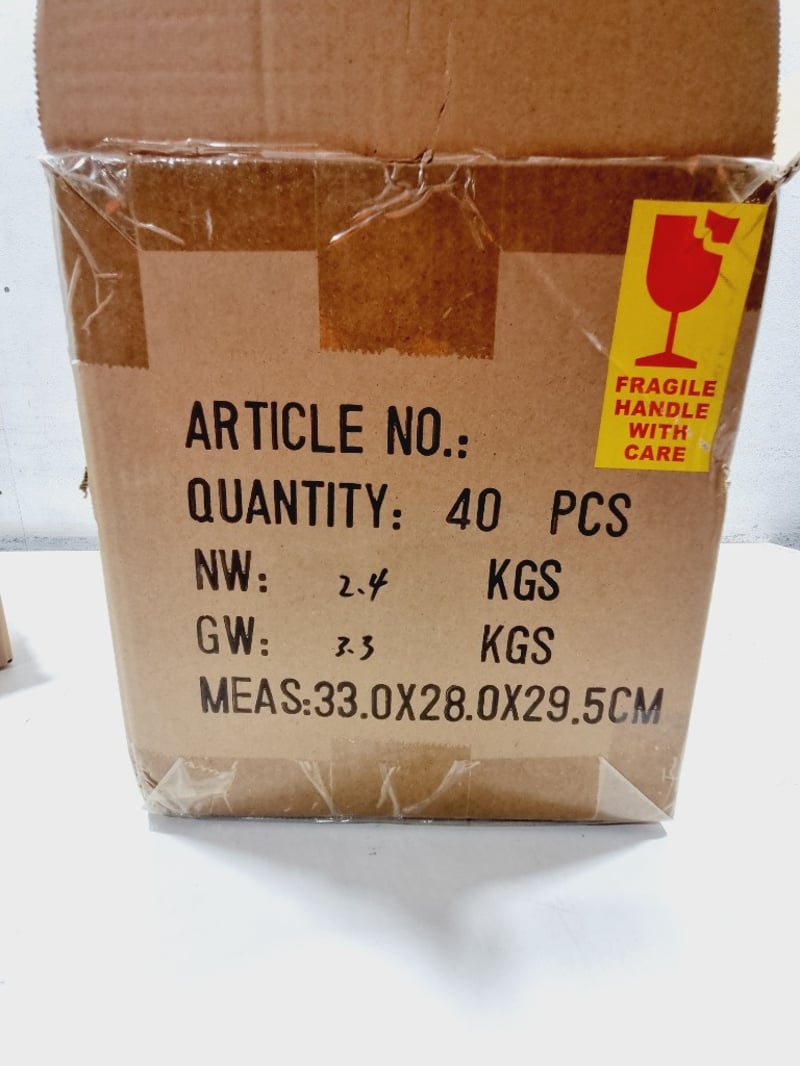 FRAGILE
HANDLE
WITH
CARE
ARTICLE NO.:
QUANTITY: 40 PCS
NW: 2.4 KGS
GW: 3.3 KGS
MEAS:33.0X28.0X29.5CM